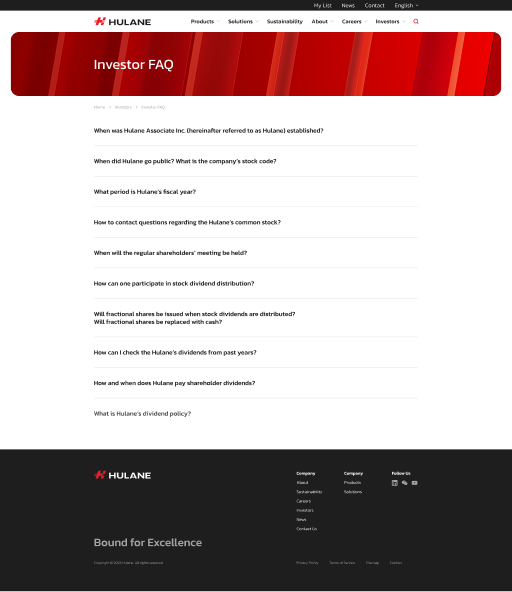 My List News Contact English
HULANE Products Solutions Sustainability About Careers Investors
Investor FAQ
Home > Investors > Investor FAQ
When was Hulane Associate Inc. (hereinafter referred to as Hulane) established?
When did Hulane go public? What is the company's stock code?
What period is Hulane's fiscal year?
How to contact questions regarding the Hulane's common stock?
When will the regular shareholders' meeting be held?
How can one participate in stock dividend distribution?
Will fractional shares be issued when stock dividends are distributed?
Will fractional shares be replaced with cash?
How can I check the Hulane's dividends from past years?
How and when does Hulane pay shareholder dividends?
What is Hulane's dividend policy?
HULANE
Company
About
Sustainability
Careers
Investors
News
Contact Us
Company
Products
Solutions
Follow Us
Bound for Excellence
Copyright © 2023 Hulane. All rights reserved.
Privacy Policy Terms of Service Sitemap